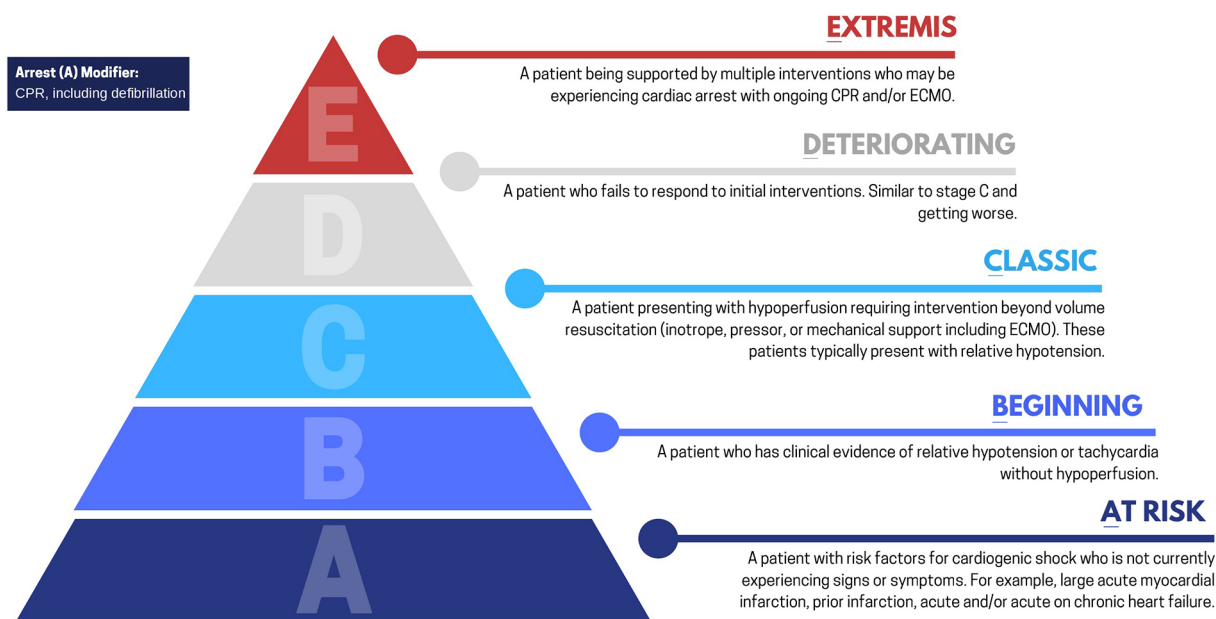 EXTREMIS
Arrest (A) Modifier:
CPR, including defibrillation
A patient being supported by multiple interventions who may be
experiencing cardiac arrest with ongoing CPR and/or ECMO.
E
DETERIORATING
A patient who fails to respond to initial interventions. Similar to stage C and
getting worse.
D
CLASSIC
A patient presenting with hypoperfusion requiring intervention beyond volume
resuscitation (inotrope, pressor, or mechanical support including ECMO). These
patients typically present with relative hypotension.
C
BEGINNING
A patient who has clinical evidence of relative hypotension or tachycardia
without hypoperfusion.
B
AT RISK
A patient with risk factors for cardiogenic shock who is not currently
experiencing signs or symptoms. For example, large acute myocardial
infarction, prior infarction, acute and/or acute on chronic heart failure.
A